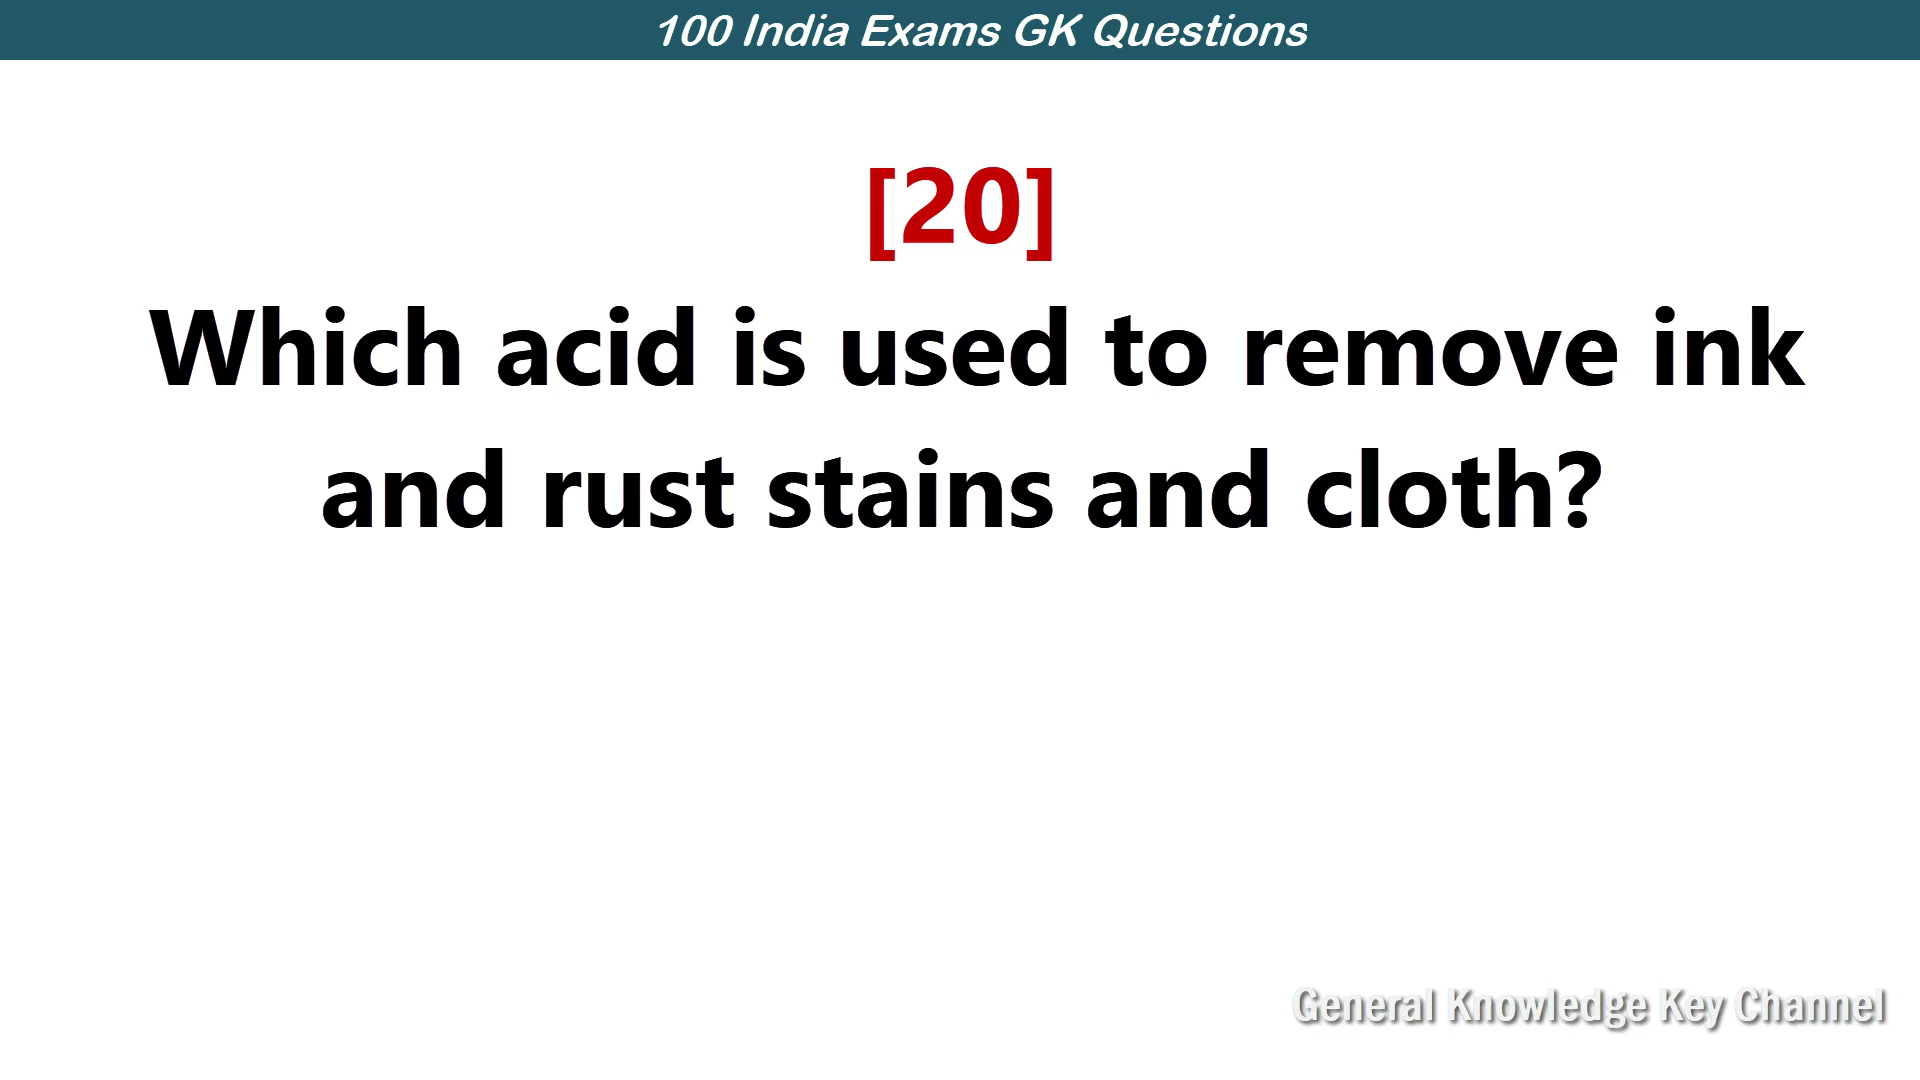 100 India Exams GK Questions
[20]
Which acid is used to remove ink
and rust stains and cloth?
General Knowledge Key Channel